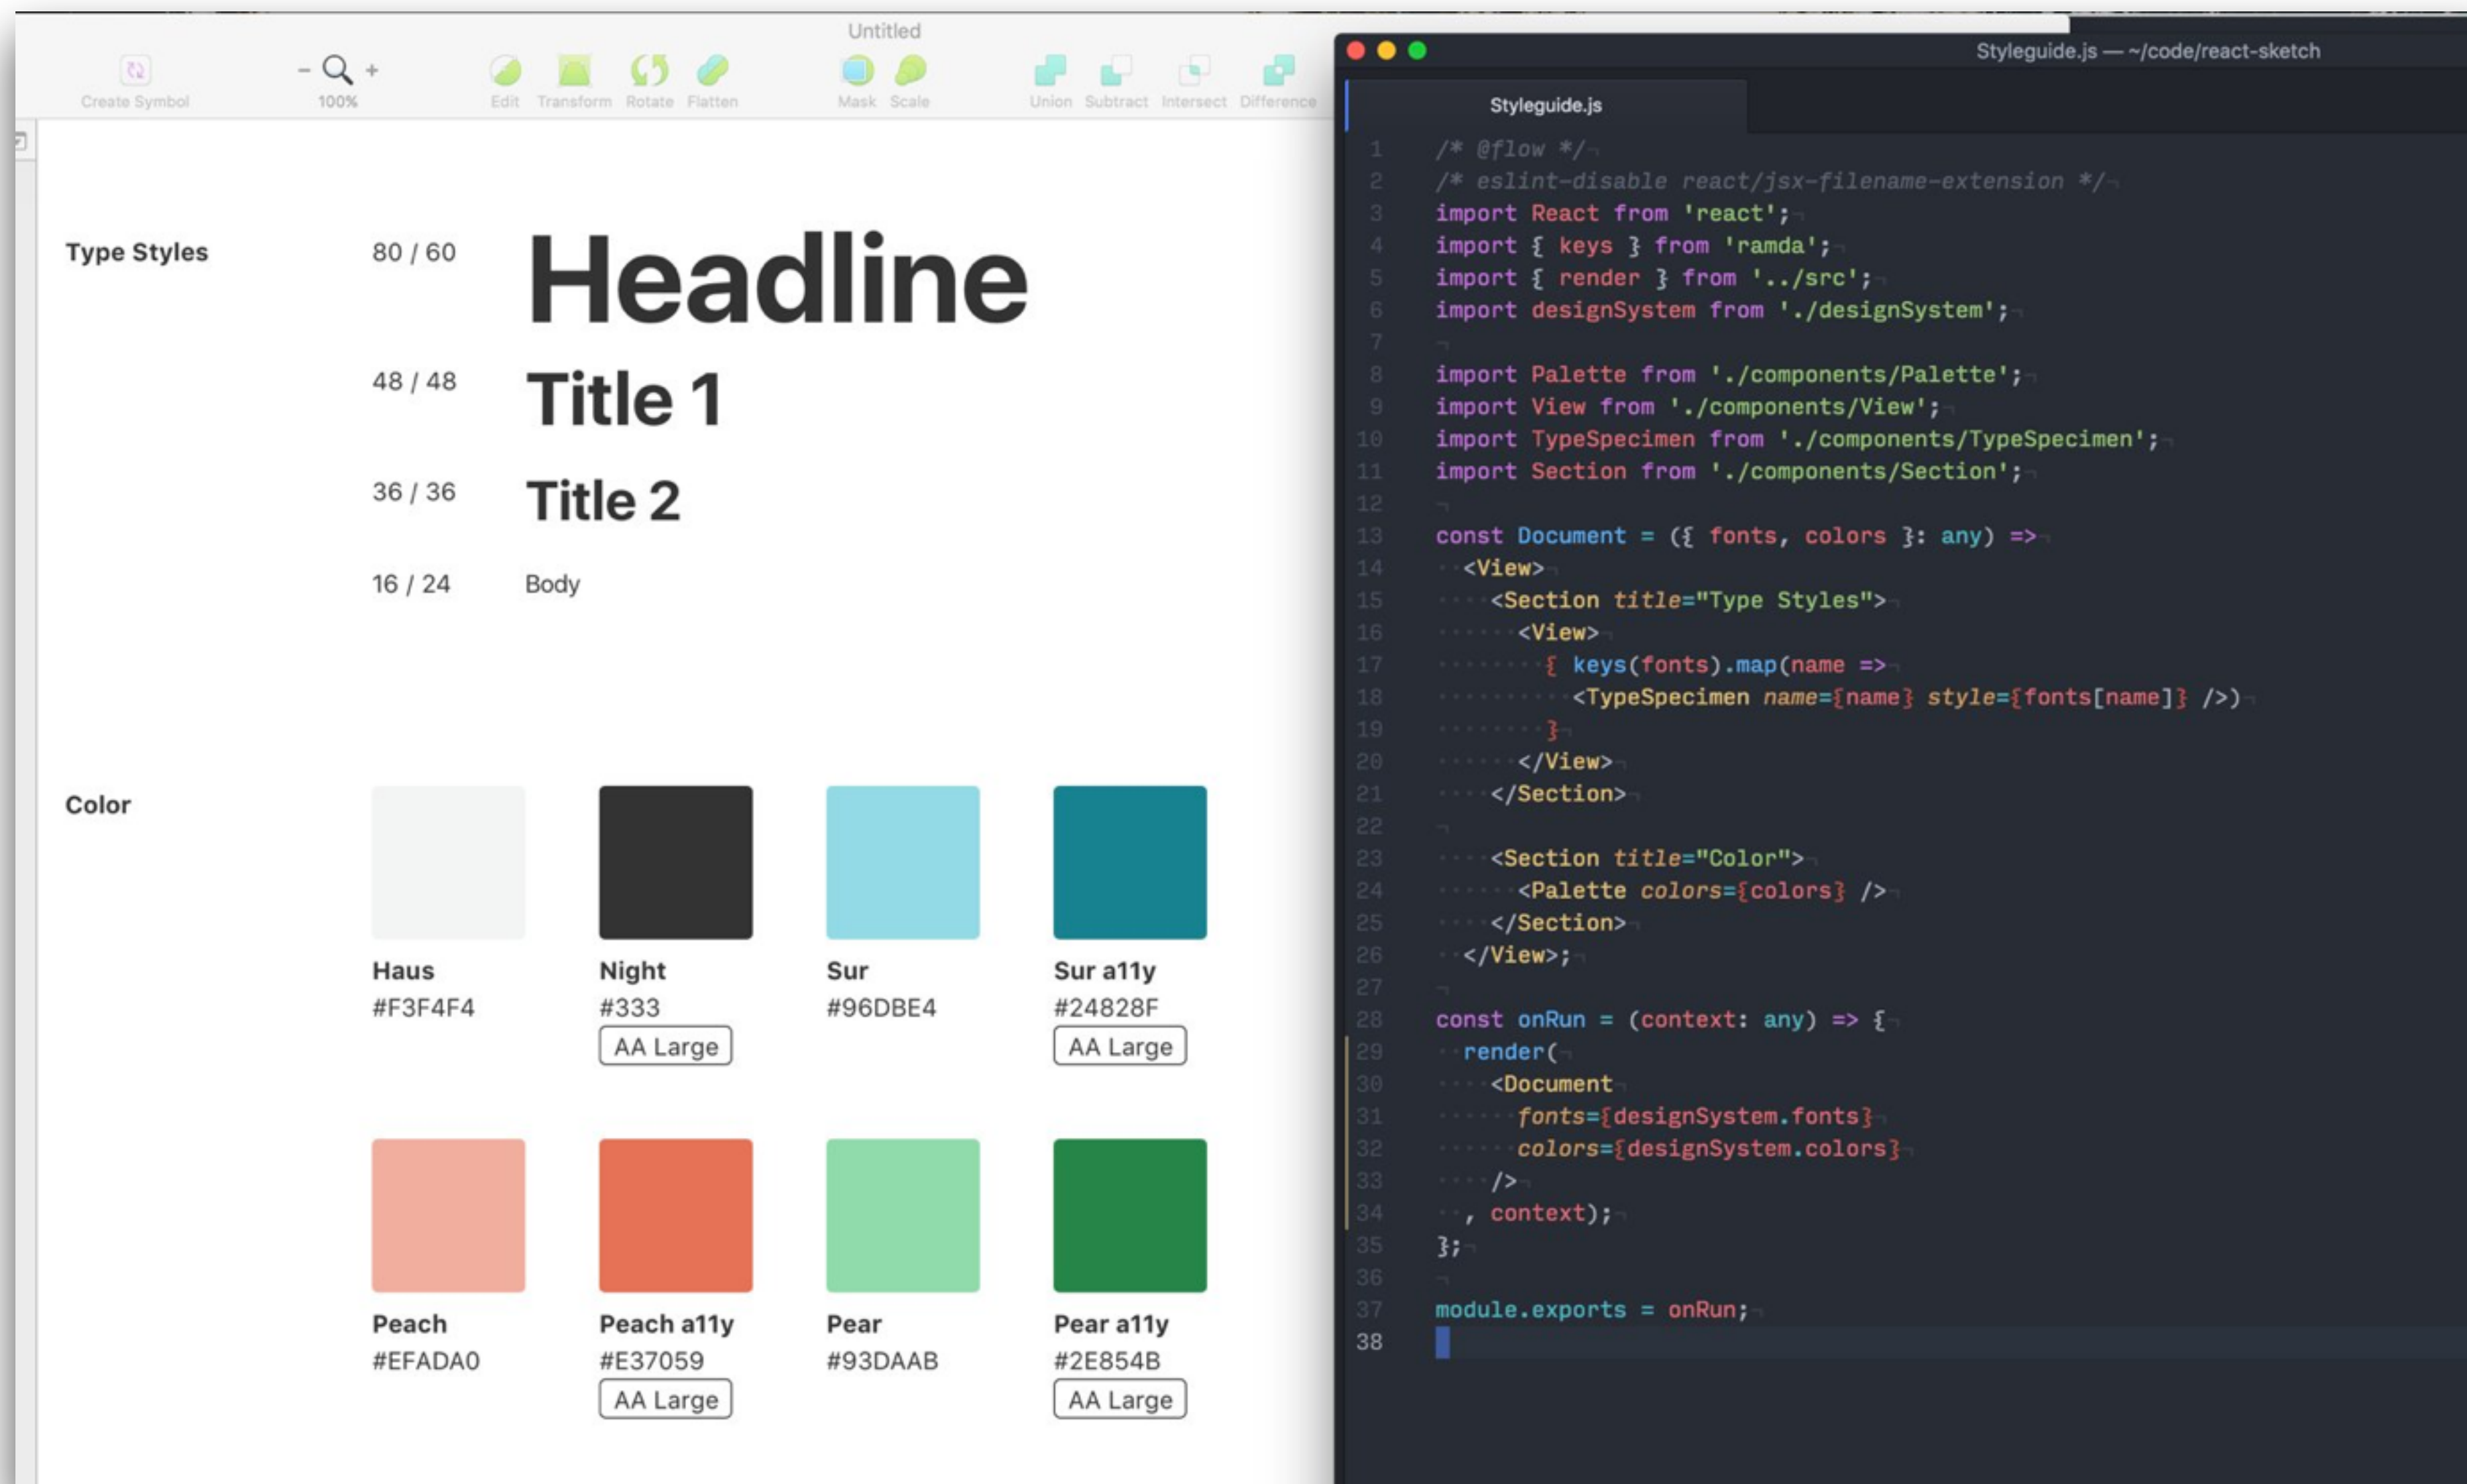 Untitled
Create Symbol
− +
100%
Edit Transform Rotate Flatten
Mask Scale
Union Subtract Intersect Difference
Type Styles
80 / 60 Headline
48 / 48 Title 1
36 / 36 Title 2
16 / 24 Body
Color
Haus Night Sur Sur a11y
#F3F4F4 #333 #96DBE4 #24828F
AA Large AA Large
Peach Peach a11y Pear Pear a11y
#EFADA0 #E37059 #93DAAB #2E854B
AA Large AA Large
Styleguide.js — ~/code/react-sketch
Styleguide.js
1 /* @flow */
2 /* eslint-disable react/jsx-filename-extension */
3 import React from 'react';
4 import { keys } from 'ramda';
5 import { render } from '../src';
6 import designSystem from './designSystem';
7
8 import Palette from './components/Palette';
9 import View from './components/View';
10 import TypeSpecimen from './components/TypeSpecimen';
11 import Section from './components/Section';
12
13 const Document = ({ fonts, colors }: any) =>
14   <View>
15     <Section title="Type Styles">
16       <View>
17         { keys(fonts).map(name =>
18           <TypeSpecimen name={name} style={fonts[name]} />)
19         }
20       </View>
21     </Section>
22
23     <Section title="Color">
24       <Palette colors={colors} />
25     </Section>
26   </View>;
27
28 const onRun = (context: any) => {
29   render(
30     <Document
31       fonts={designSystem.fonts}
32       colors={designSystem.colors}
33     />
34   , context);
35 };
36
37 module.exports = onRun;
38